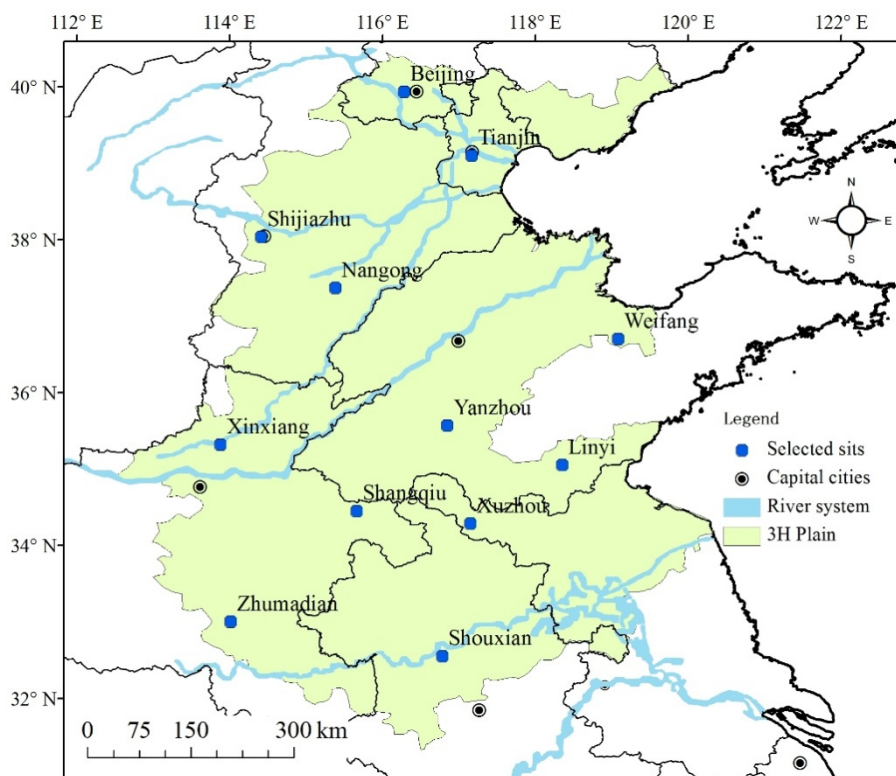 112° E
114° E
116° E
118° E
120° E
122° E
40° N
38° N
36° N
34° N
32° N
Beijing
Tianjin
Shijiazhu
Nangong
Weifang
Yanzhou
Xinxiang
Linyi
Shangqiu
Xuzhou
Zhumadian
Shouxian
N
W
E
S
Legend
Selected sits
Capital cities
River system
3H Plain
0 75 150 300 km